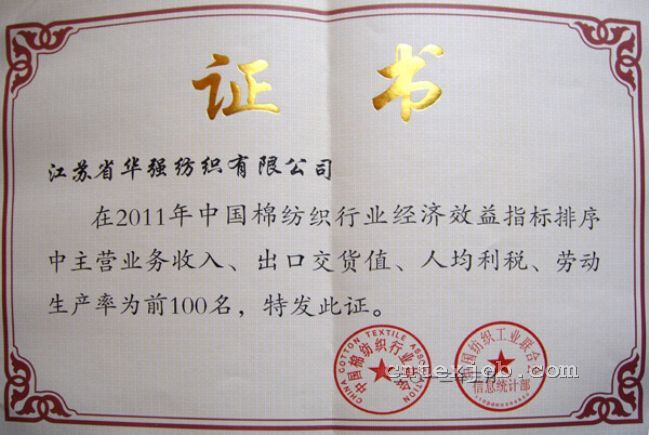 证 书
江苏省华强纺织有限公司
在2011年中国棉纺织行业经济效益指标排序
中主营业务收入、出口交货值、人均利税、劳动
生产率为前100名，特发此证。
CHINA COTTON TEXTILE ASSOCIATION
中国棉纺织行业协会
中国纺织工业联合会
信息统计部
cntexjob.com